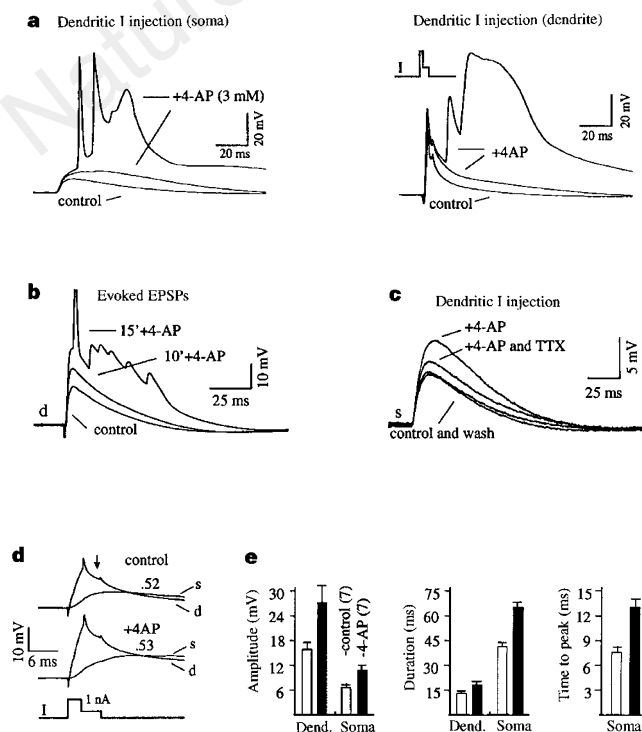 Nature
a
Dendritic I injection (soma)
+4-AP (3 mM)
20 mV
20 ms
control
Dendritic I injection (dendrite)
I
20 mV
20 ms
+4AP
control
b
Evoked EPSPs
15'+4-AP
10'+4-AP
10 mV
25 ms
d
control
c
Dendritic I injection
+4-AP
+4-AP and TTX
5 mV
25 ms
s
control and wash
d
control
.52
s
d
+4AP
.53
s
d
10 mV
6 ms
1 nA
I
e
Amplitude (mV)
30
24
18
12
6
-control (7)
-4-AP (7)
Dend. Soma
Duration (ms)
75
60
45
30
15
Dend. Soma
Time to peak (ms)
15
12
9
6
3
Soma